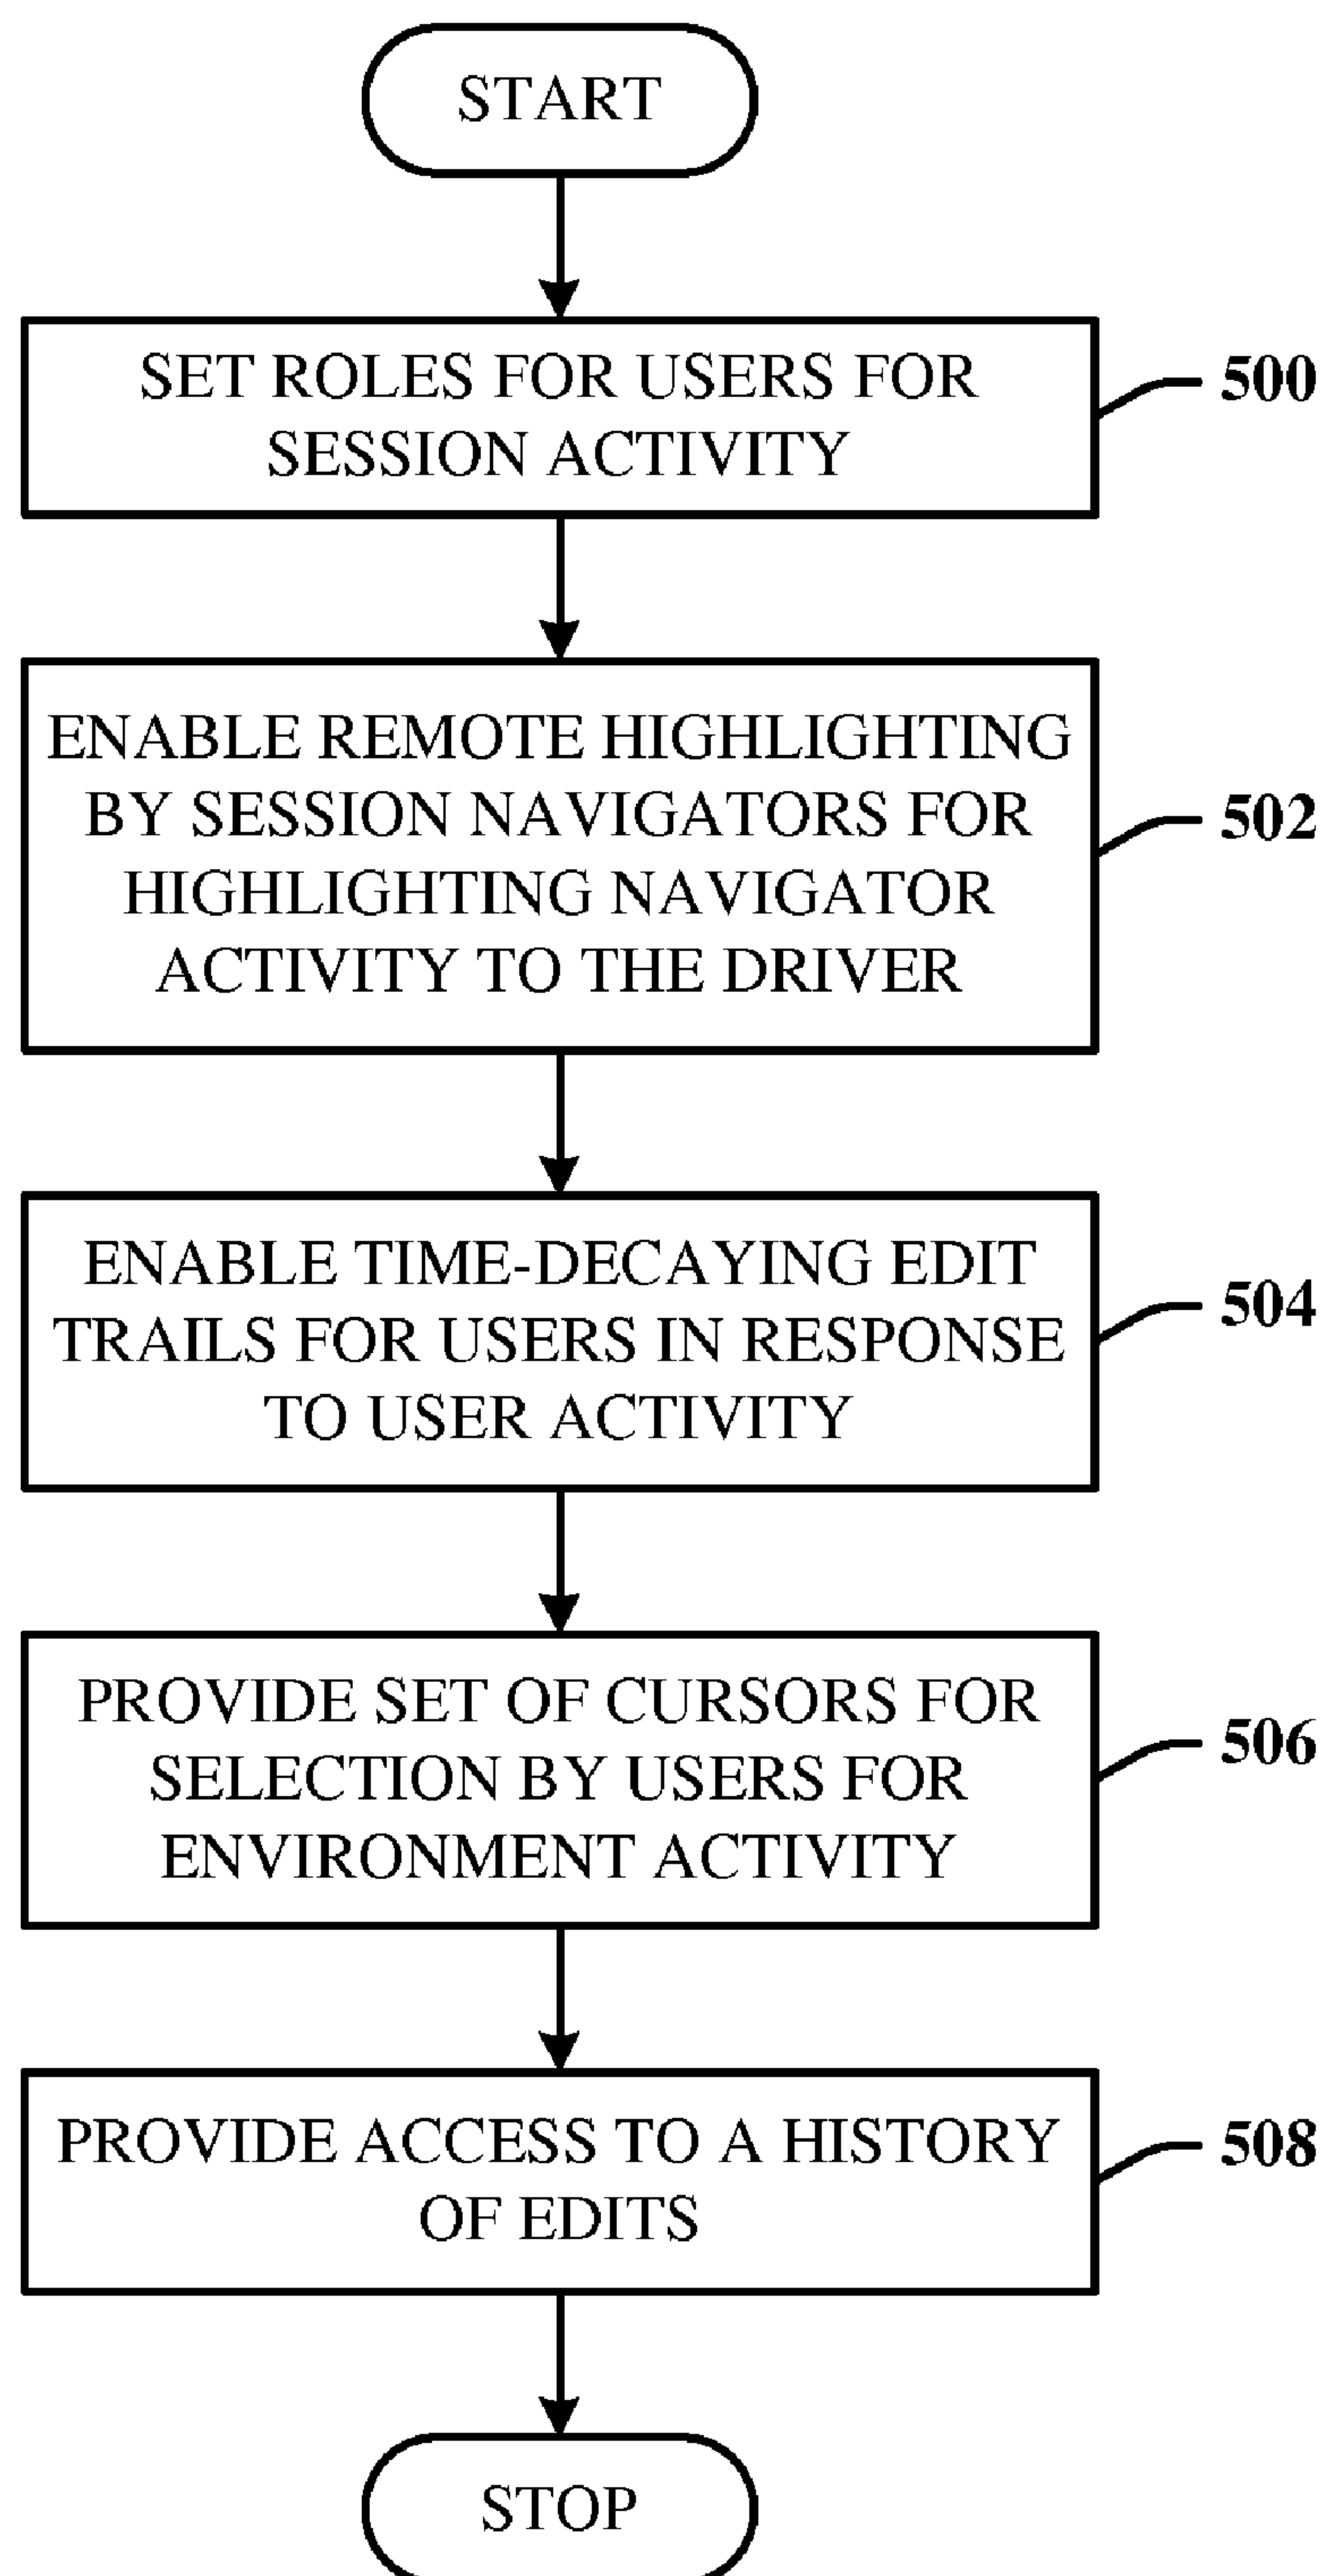 START
SET ROLES FOR USERS FOR
SESSION ACTIVITY
500
ENABLE REMOTE HIGHLIGHTING
BY SESSION NAVIGATORS FOR
HIGHLIGHTING NAVIGATOR
ACTIVITY TO THE DRIVER
502
ENABLE TIME-DECAYING EDIT
TRAILS FOR USERS IN RESPONSE
TO USER ACTIVITY
504
PROVIDE SET OF CURSORS FOR
SELECTION BY USERS FOR
ENVIRONMENT ACTIVITY
506
PROVIDE ACCESS TO A HISTORY
OF EDITS
508
STOP